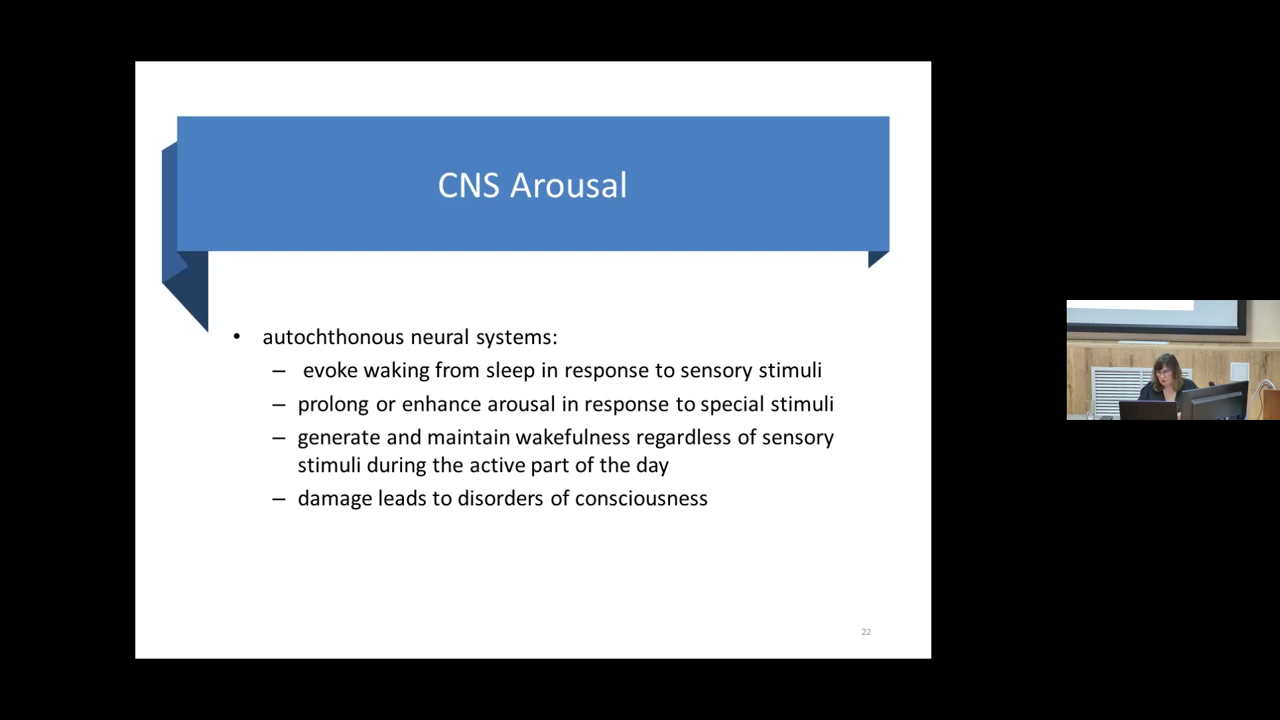 CNS Arousal
• autochthonous neural systems:
– evoke waking from sleep in response to sensory stimuli
– prolong or enhance arousal in response to special stimuli
– generate and maintain wakefulness regardless of sensory
stimuli during the active part of the day
– damage leads to disorders of consciousness
22